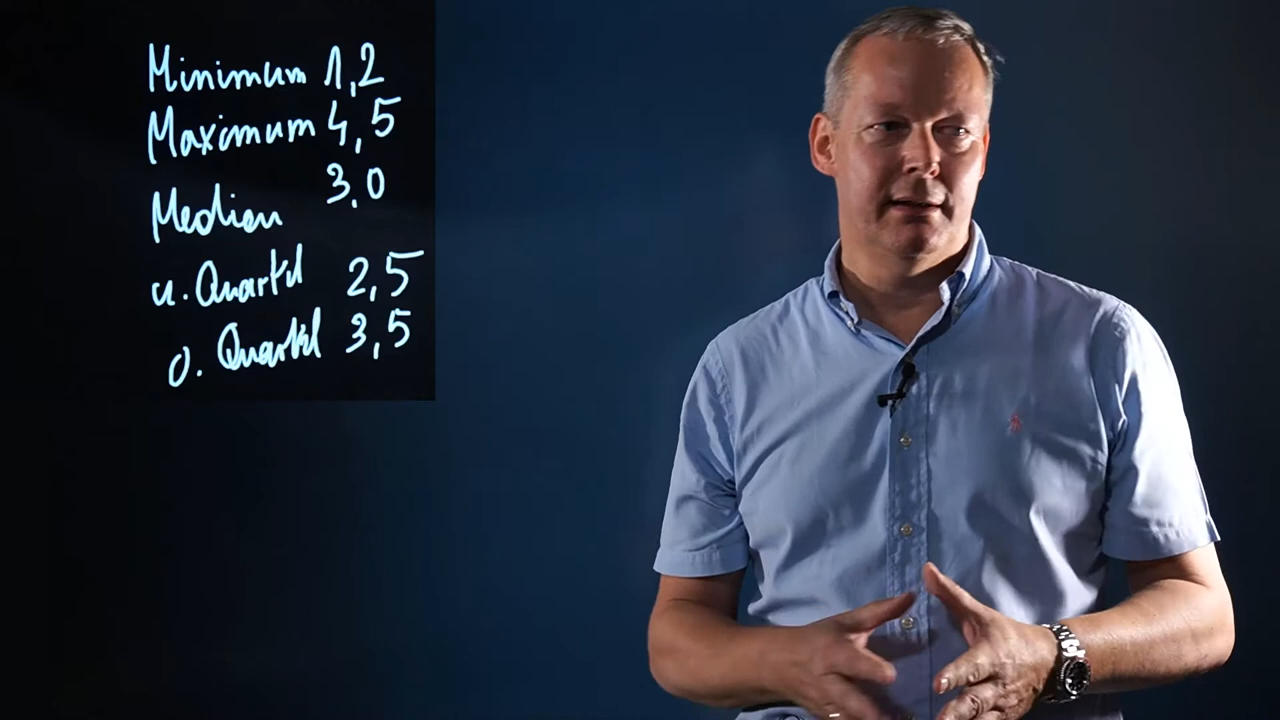 Minimum 1,2
Maximum 4,5
Median 3,0
u. Quartil 2,5
o. Quartil 3,5